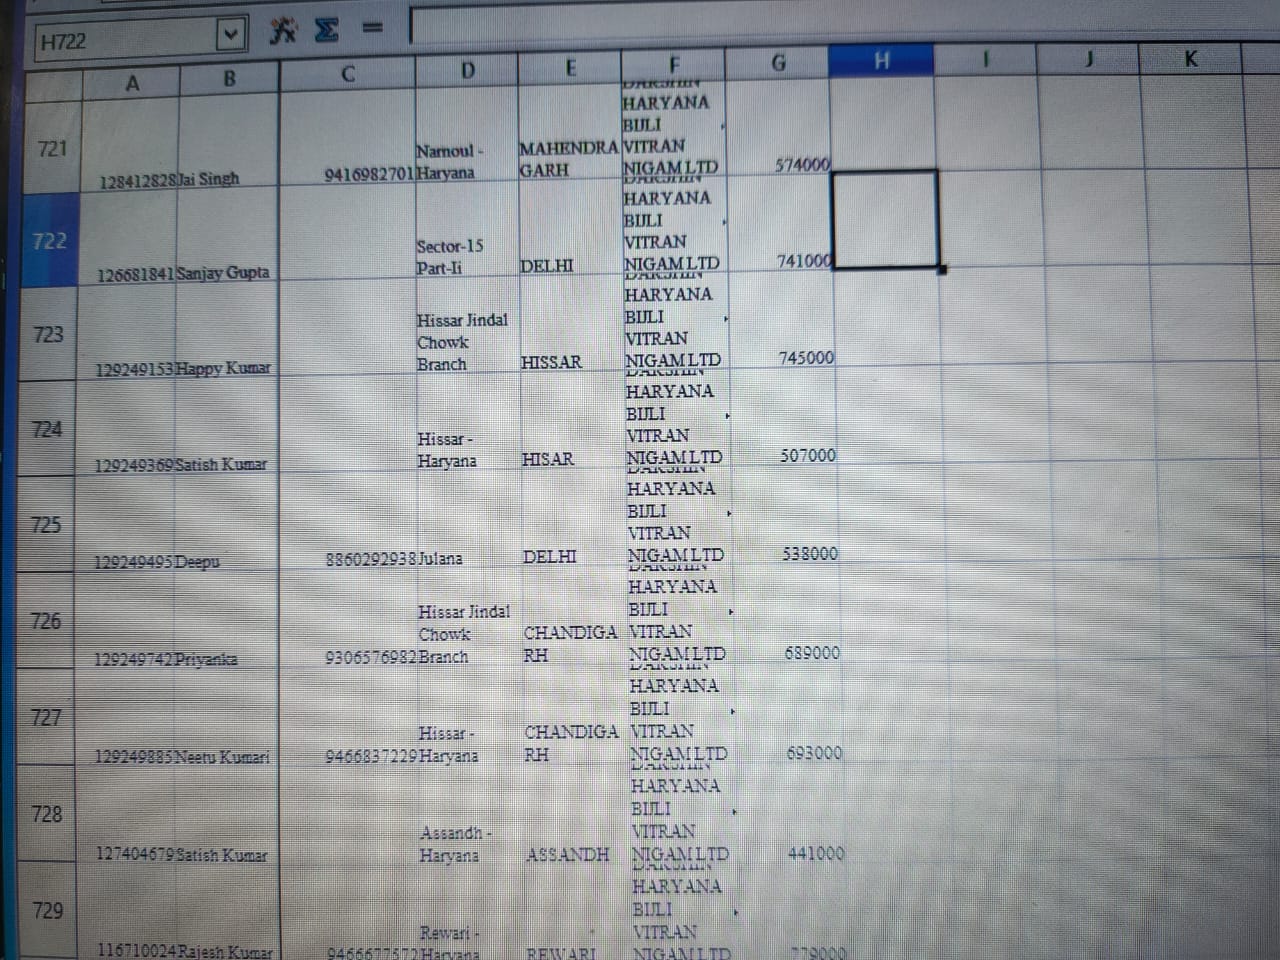 H722
A B C D E F G H I J K
721 128412828 Jai Singh 9416982701 Narnoul - Haryana MAHENDRA GARH DAKSHIN HARYANA BIJLI VITRAN NIGAM LTD 574000
722 126681841 Sanjay Gupta Sector-15 Part-Ii DELHI DAKSHIN HARYANA BIJLI VITRAN NIGAM LTD 741000
723 129249153 Happy Kumar Hissar Jindal Chowk Branch HISSAR DAKSHIN HARYANA BIJLI VITRAN NIGAM LTD 745000
724 129249369 Satish Kumar Hissar - Haryana HISAR DAKSHIN HARYANA BIJLI VITRAN NIGAM LTD 507000
725 129249495 Deepu 8860292938 Julana DELHI DAKSHIN HARYANA BIJLI VITRAN NIGAM LTD 538000
726 129249742 Priyanka 9306576982 Hissar Jindal Chowk Branch CHANDIGA RH DAKSHIN HARYANA BIJLI VITRAN NIGAM LTD 689000
727 129249885 Neetu Kumari 9466837229 Hissar - Haryana CHANDIGA RH DAKSHIN HARYANA BIJLI VITRAN NIGAM LTD 693000
728 127404679 Satish Kumar Assandh - Haryana ASSANDH DAKSHIN HARYANA BIJLI VITRAN NIGAM LTD 441000
729 116710024 Rajesh Kumar Rewari - Haryana REWARI DAKSHIN HARYANA BIJLI VITRAN NIGAM LTD 779000